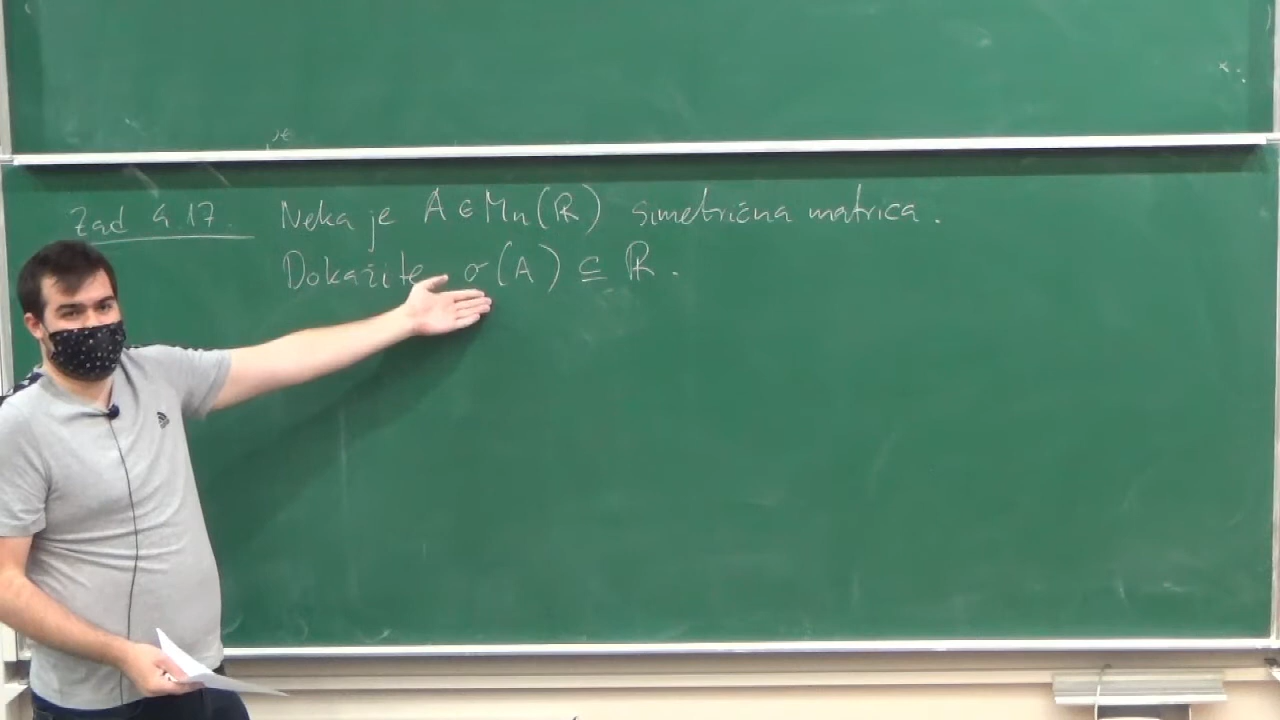 Zad 4.17. Neka je A ∈ Mn(ℝ) simetrična matrica.
Dokažite σ(A) ⊆ ℝ.